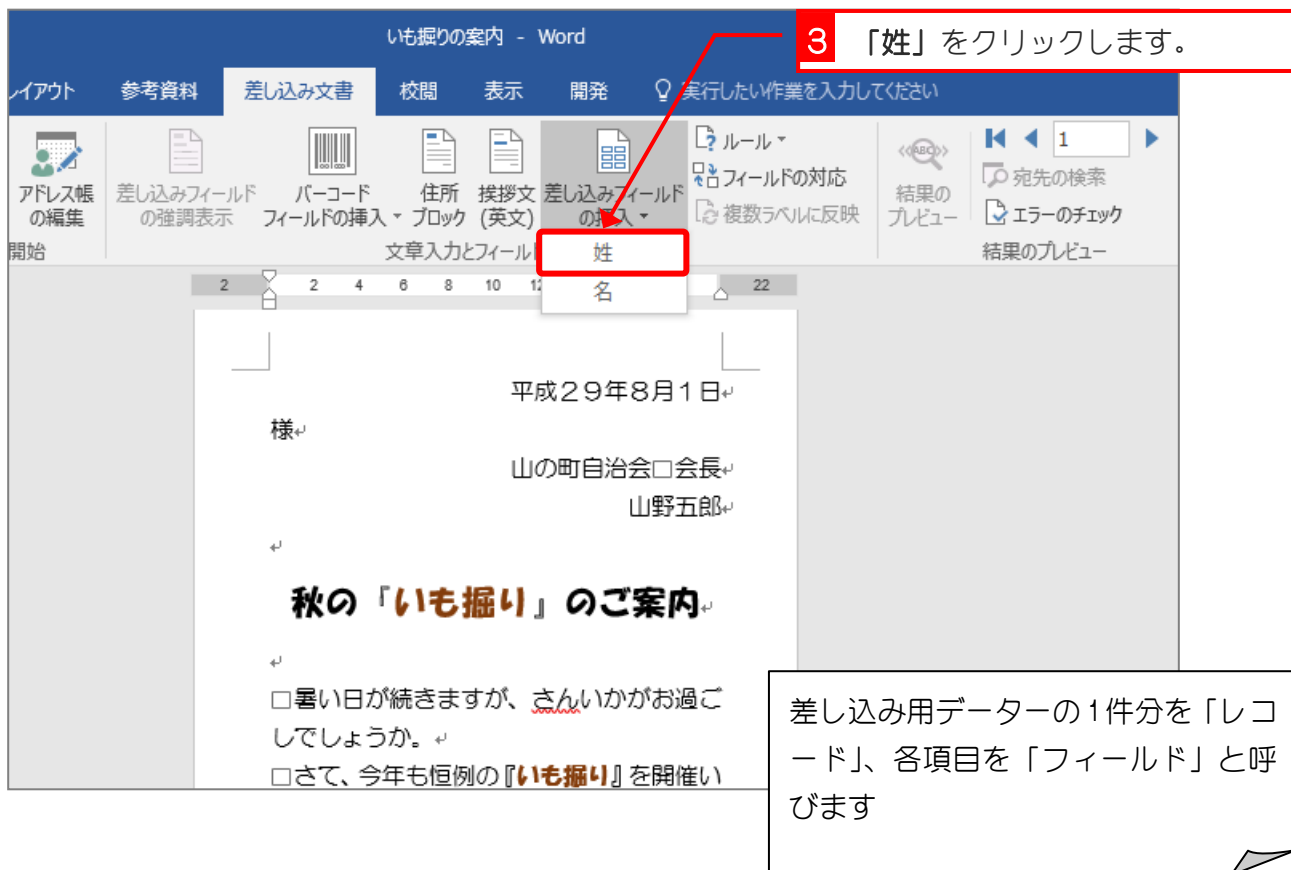 いも掘りの案内 - Word
3 「姓」をクリックします。
レイアウト 参考資料 差し込み文書 校閲 表示 開発 実行したい作業を入力してください
アドレス帳の編集
差し込みフィールドの強調表示
バーコードフィールドの挿入
住所ブロック
挨拶文(英文)
差し込みフィールドの挿入
ルール
フィールドの対応
複数ラベルに反映
結果のプレビュー
1
宛先の検索
エラーのチェック
開始
文章入力とフィール
結果のプレビュー
姓
名
2 2 4 6 8 10 22
平成29年8月1日
様
山の町自治会□会長
山野五郎
秋の『いも掘り』のご案内
□暑い日が続きますが、さんいかがお過ご
しでしょうか。
□さて、今年も恒例の『いも掘り』を開催い
差し込み用データーの1件分を「レコ
ード」、各項目を「フィールド」と呼
びます